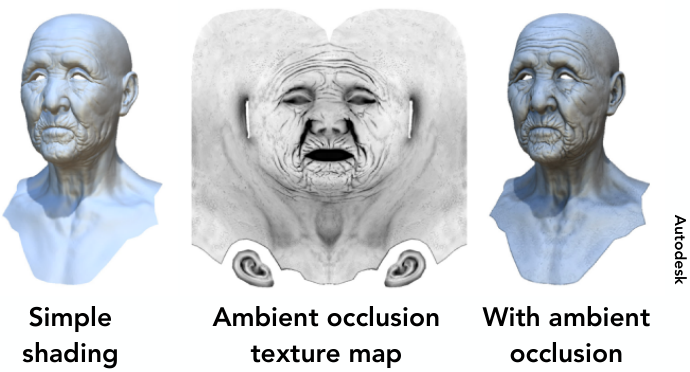 Simple
shading
Ambient occlusion
texture map
With ambient
occlusion
Autodesk